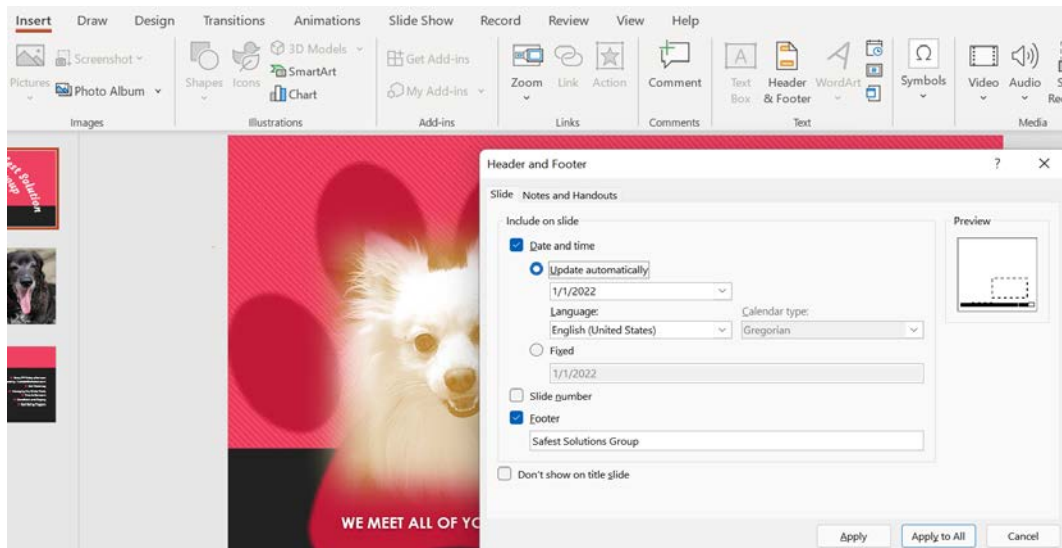 Insert Draw Design Transitions Animations Slide Show Record Review View Help
Pictures
Screenshot
Photo Album
Images
Shapes
Icons
3D Models
SmartArt
Chart
Illustrations
Get Add-ins
My Add-ins
Add-ins
Zoom
Link
Action
Links
Comment
Comments
A
Text
Box
Header
& Footer
WordArt
Text
Ω
Symbols
Video
Audio
Media
Header and Footer ? X
Slide Notes and Handouts
Include on slide
Preview
Date and time
Update automatically
1/1/2022
Language: Calendar type:
English (United States) Gregorian
Fixed
1/1/2022
Slide number
Footer
Safest Solutions Group
Don't show on title slide
Apply Apply to All Cancel
Solution
WE MEET ALL OF